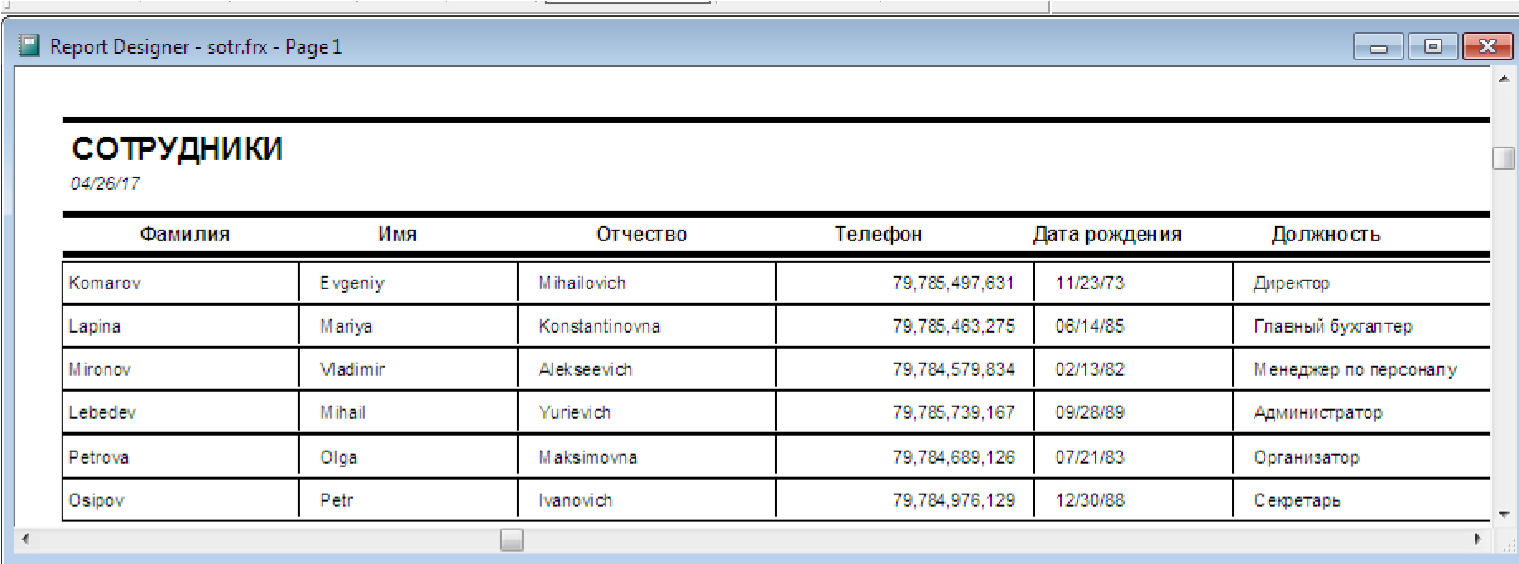 Report Designer - sotr.frx - Page 1
СОТРУДНИКИ
04/26/17
Фамилия Имя Отчество Телефон Дата рождения Должность
Komarov Evgeniy Mihailovich 79,785,497,631 11/23/73 Директор
Lapina Mariya Konstantinovna 79,785,463,275 06/14/85 Главный бухгалтер
Mironov Vladimir Alekseevich 79,784,579,834 02/13/82 Менеджер по персоналу
Lebedev Mihail Yurievich 79,785,739,167 09/28/89 Администратор
Petrova Olga Maksimovna 79,784,689,126 07/21/83 Организатор
Osipov Petr Ivanovich 79,784,976,129 12/30/88 Секретарь